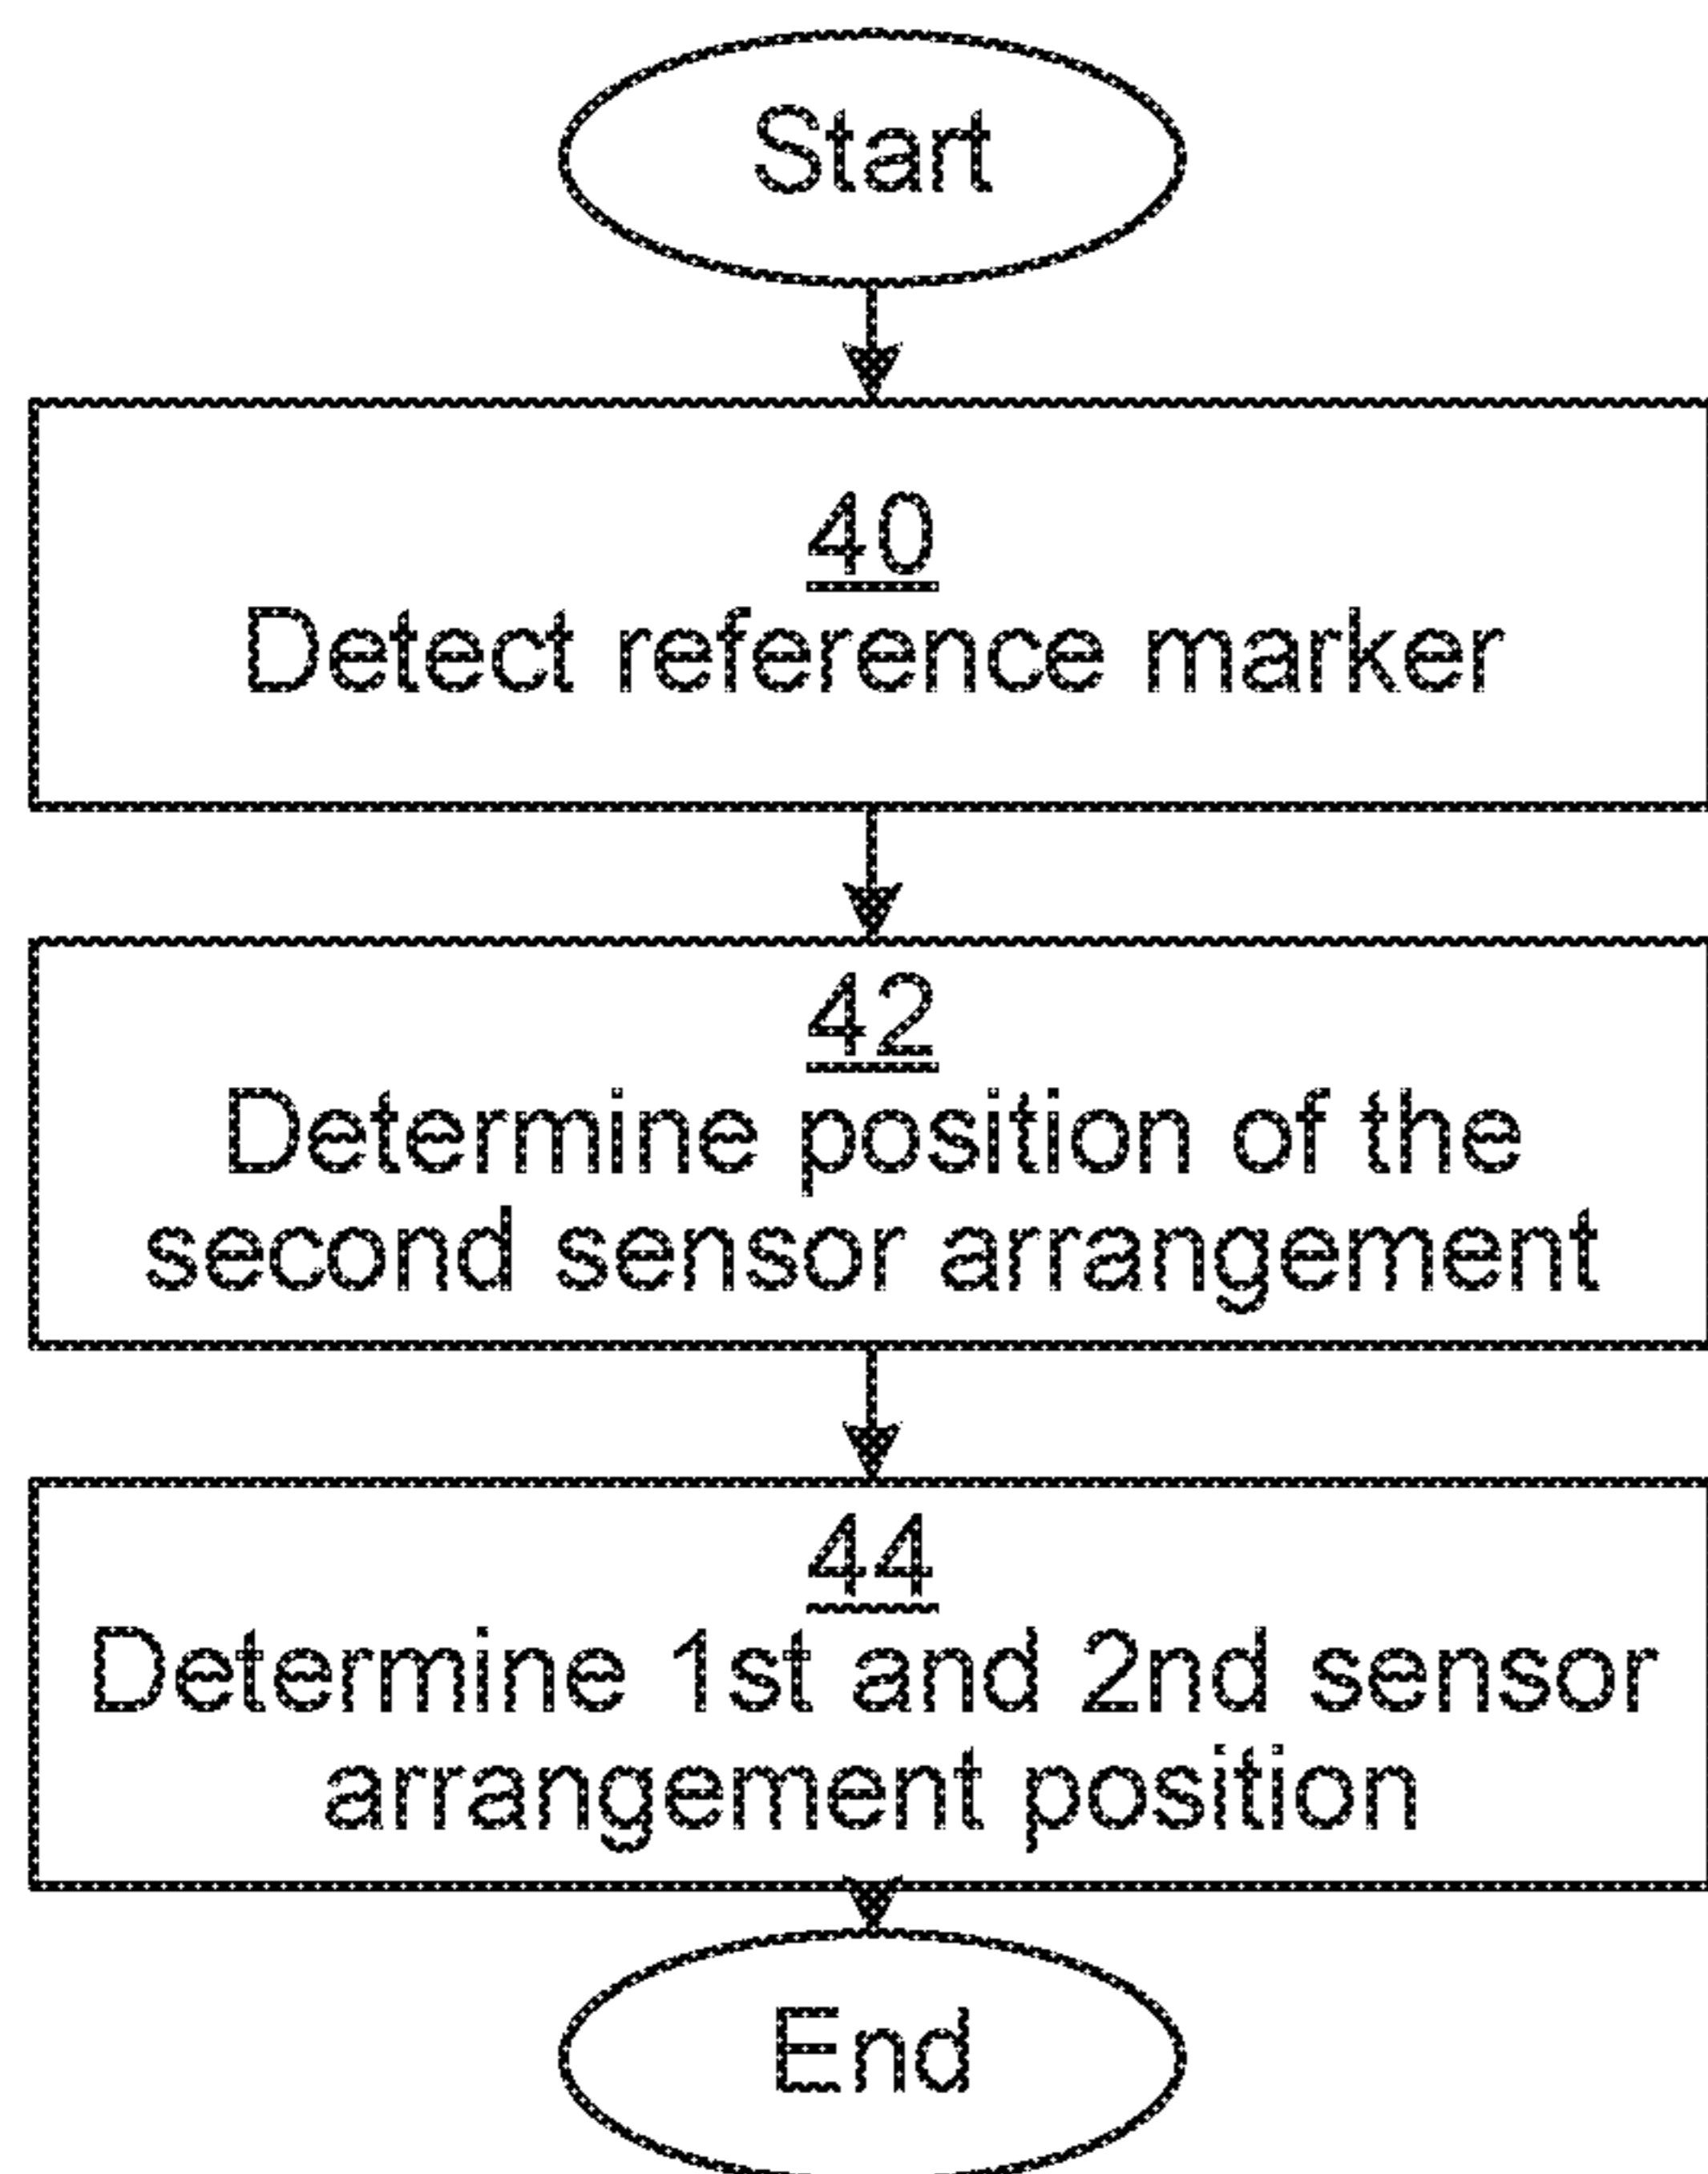 Start
40
Detect reference marker
42
Determine position of the
second sensor arrangement
44
Determine 1st and 2nd sensor
arrangement position
End